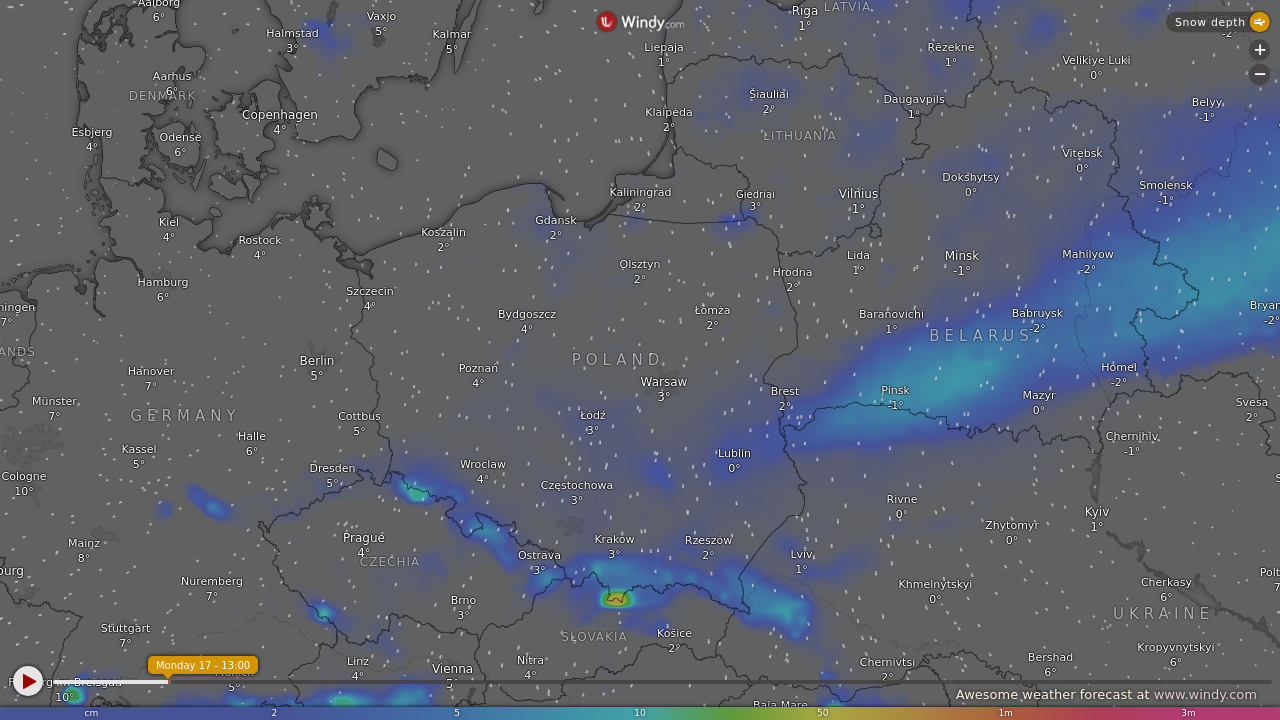 Aalborg
6°
Vaxjo
5°
Halmstad
3°
Kalmar
5°
Windy.com
Riga
1°
LATVIA
Snow depth
-2°
+
−
Liepaja
1°
Rēzekne
1°
Velikiye Luki
0°
Aarhus
6°
DENMARK
Šiauliai
2°
Daugavpils
1°
Belyy
-1°
Copenhagen
4°
Klaipėda
2°
Esbjerg
4°
Odense
6°
LITHUANIA
Vitebsk
0°
Dokshytsy
0°
Smolensk
-1°
Kaliningrad
2°
Giedriai
3°
Vilnius
1°
Kiel
4°
Gdansk
2°
Koszalin
2°
Rostock
4°
Lida
1°
Minsk
-1°
Mahilyow
-2°
Olsztyn
2°
Hrodna
2°
Hamburg
6°
Szczecin
4°
ningen
7°
Bydgoszcz
4°
Łomża
2°
Baranovichi
1°
Babruysk
-2°
Bryan
-2°
BELARUS
ANDS
POLAND
Berlin
5°
Hanover
7°
Poznań
4°
Warsaw
3°
Brest
2°
Pinsk
-1°
Homel
-2°
Mazyr
0°
Svesa
2°
Münster
7°
GERMANY
Cottbus
5°
Łódź
3°
Halle
6°
Chernihiv
-1°
Kassel
5°
Lublin
0°
Dresden
5°
Wroclaw
4°
Cologne
10°
Częstochowa
3°
Rivne
0°
Kyiv
1°
Zhytomyr
0°
Prague
4°
Mainz
8°
Krakow
3°
Rzeszów
2°
Ostrava
3°
Lviv
1°
CZECHIA
Nuremberg
7°
Khmelnytskyi
0°
Cherkasy
6°
Polt
7°
Brno
3°
UKRAINE
Stuttgart
7°
SLOVAKIA
Košice
2°
Kropyvnytskyi
6°
Linz
4°
Vienna
Nitra
4°
Chernivtsi
2°
Bershad
6°
Monday 17 - 13:00
10°
5°
Baia Mare
Awesome weather forecast at www.windy.com
cm 2 5 10 50 1m 3m